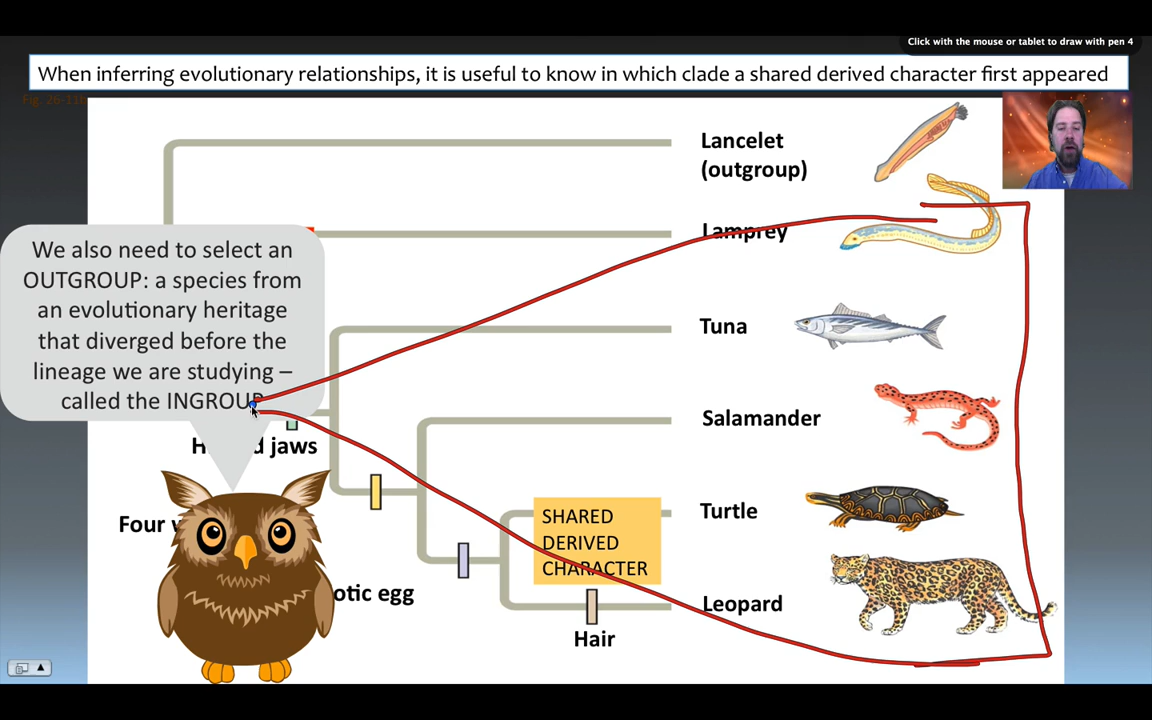 Click with the mouse or tablet to draw with pen 4
When inferring evolutionary relationships, it is useful to know in which clade a shared derived character first appeared
Fig. 26-11b
Lancelet
(outgroup)
Lamprey
We also need to select an
OUTGROUP: a species from
an evolutionary heritage
that diverged before the
lineage we are studying –
called the INGROUP
Tuna
Salamander
jaws
Four
SHARED
DERIVED
CHARACTER
Turtle
otic egg
Leopard
Hair